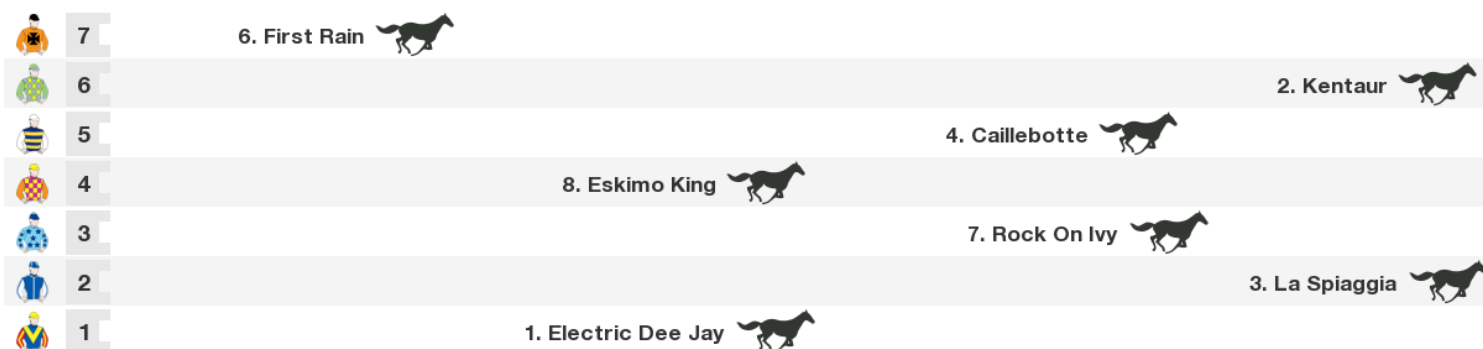 7 6. First Rain
6 2. Kentaur
5 4. Caillebotte
4 8. Eskimo King
3 7. Rock On Ivy
2 3. La Spiaggia
1 1. Electric Dee Jay